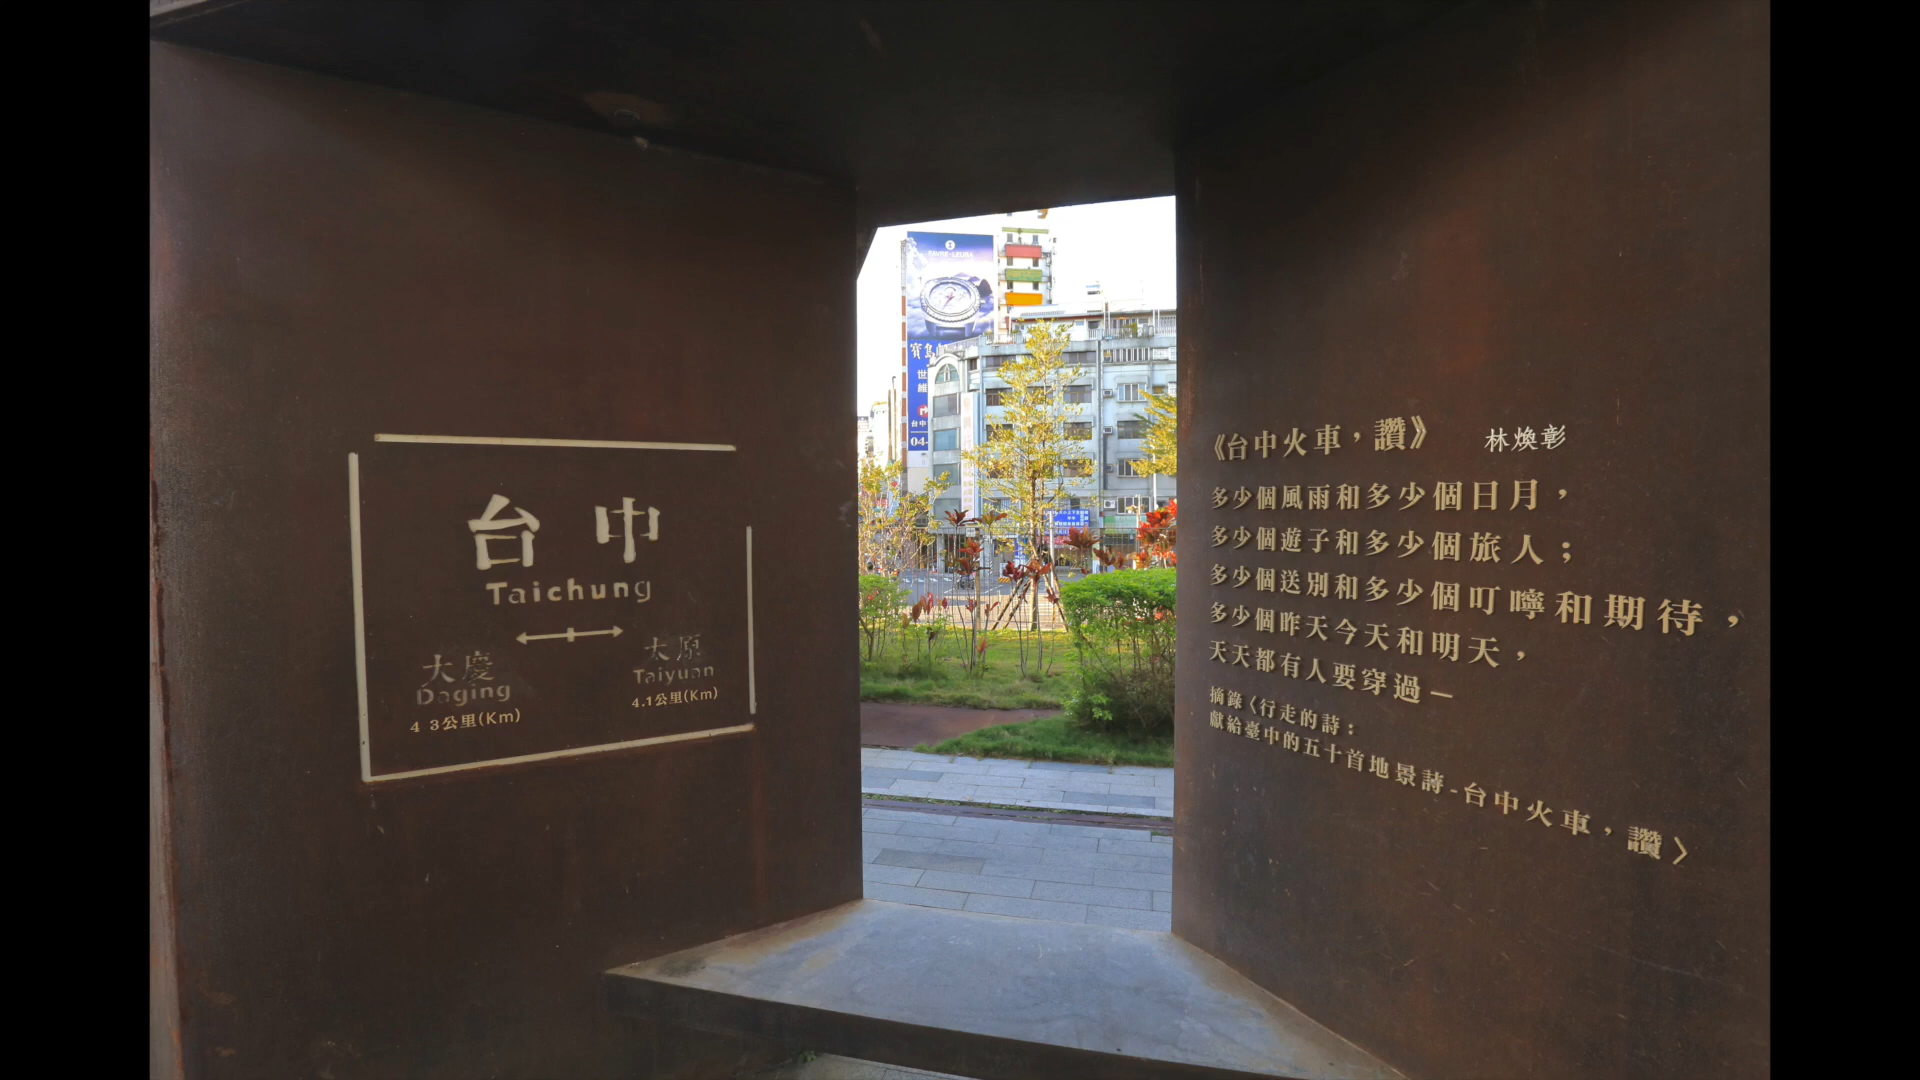 台中
Taichung
大慶
Daqing
4 3公里(Km)
太原
Taiyuan
4.1公里(Km)
FAVRE-LEUBA
04-
《台中火車，讚》 林煥彰
多少個風雨和多少個日月，
多少個遊子和多少個旅人；
多少個送別和多少個叮嚀和期待，
多少個昨天今天和明天，
天天都有人要穿過－
摘錄〈行走的詩：
獻給臺中的五十首地景詩-台中火車，讚〉